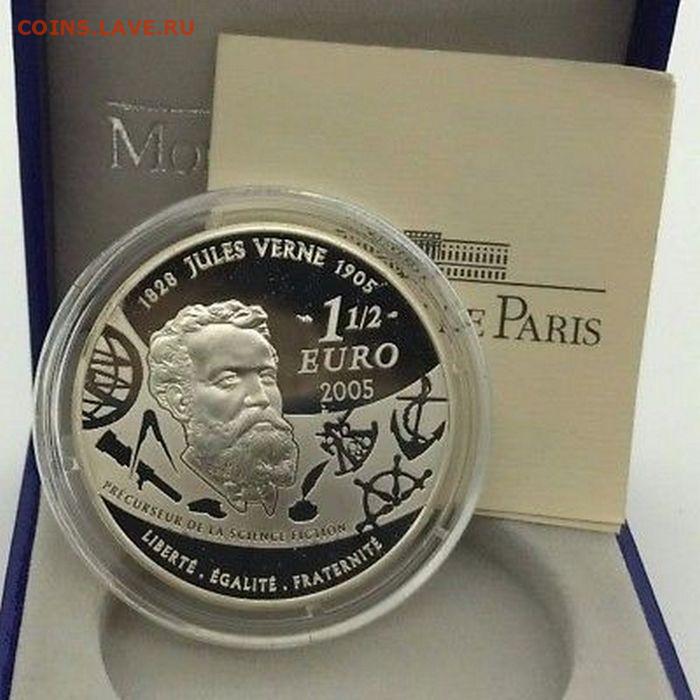 COINS.LAVE.RU
DE PARIS
1828 JULES VERNE 1905
1 1/2
EURO
2005
PRÉCURSEUR DE LA SCIENCE FICTION
LIBERTÉ . ÉGALITÉ . FRATERNITÉ